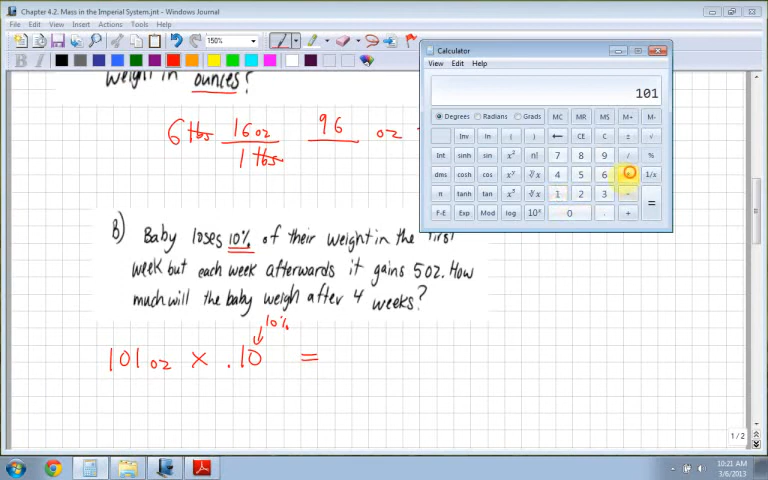 Chapter 4.2. Mass in the Imperial System.jnt - Windows Journal
File Edit View Insert Actions Tools Help
150%
B I
weight in ounces?
6 lbs 16 oz 96 oz
1 lbs
B) Baby loses 10% of their weight in the first
week but each week afterwards it gains 5 oz. How
much will the baby weigh after 4 weeks?
10%
101 oz x .10 =
Calculator
View Edit Help
101
Degrees Radians Grads MC MR MS M+ M-
Inv ln ( ) ← CE C ± √
Int sinh sin x² n! 7 8 9 / %
dms cosh cos 4 5 6 * 1/x
π tanh tan x³ ³√x 1 2 3 - =
F-E Exp Mod log 10ˣ 0 . +
1 / 2
10:21 AM
3/6/2013